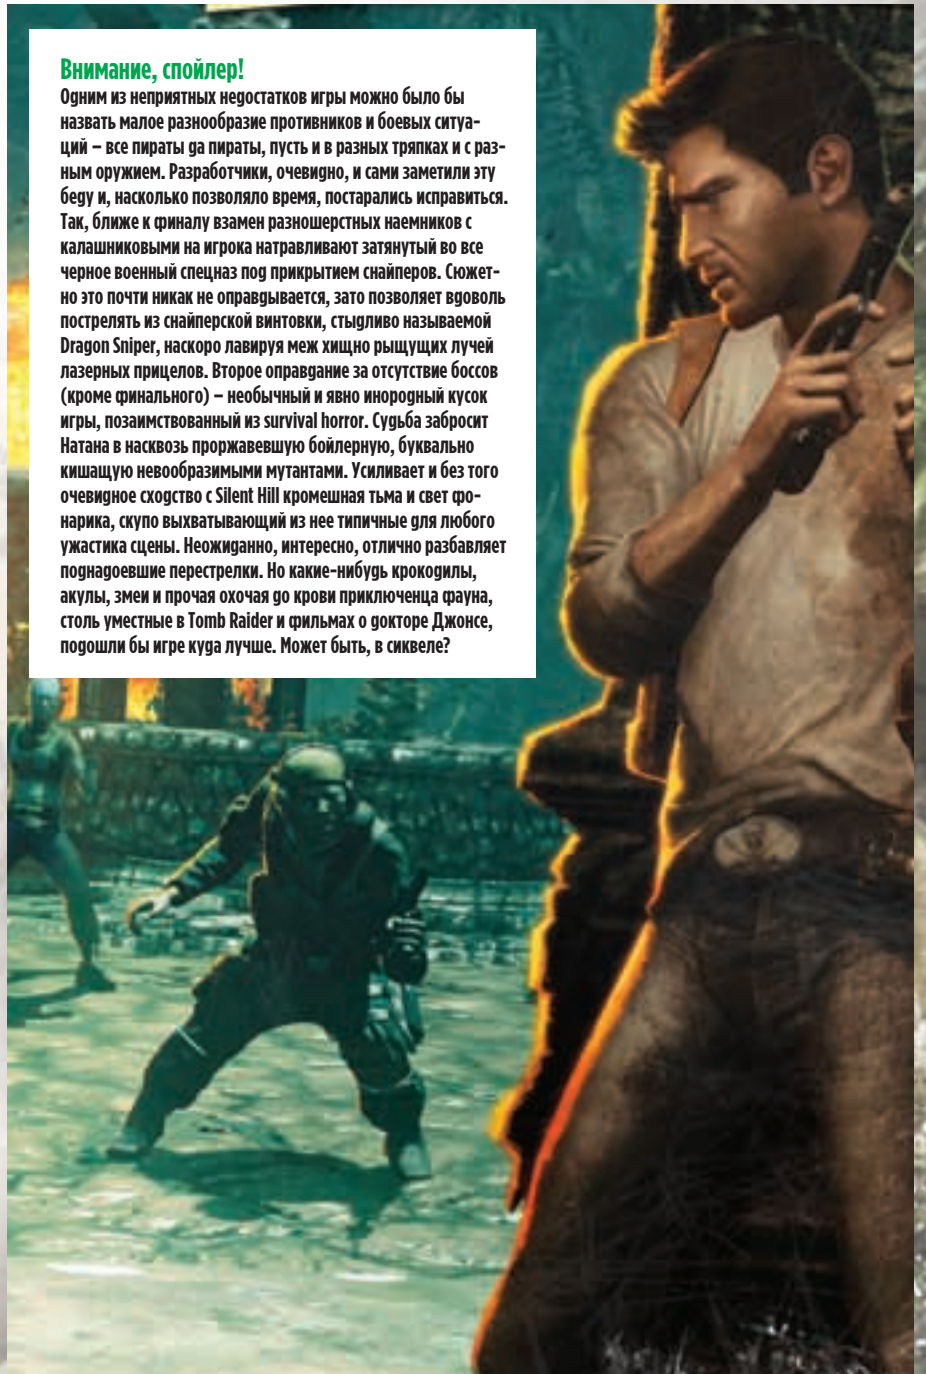 Внимание, спойлер!
Одним из неприятных недостатков игры можно было бы
назвать малое разнообразие противников и боевых ситуа-
ций – все пираты да пираты, пусть и в разных тряпках и с раз-
ным оружием. Разработчики, очевидно, и сами заметили эту
беду и, насколько позволяло время, постарались исправиться.
Так, ближе к финалу взамен разношерстных наемников с
калашниковыми на игрока натравливают затянутый во все
черное военный спецназ под прикрытием снайперов. Сюжет-
но это почти никак не оправдывается, зато позволяет вдоволь
пострелять из снайперской винтовки, стыдливо называемой
Dragon Sniper, наскоро лавируя меж хищно рыщущих лучей
лазерных прицелов. Второе оправдание за отсутствие боссов
(кроме финального) – необычный и явно инородный кусок
игры, позаимствованный из survival horror. Судьба забросит
Натана в насквозь проржавевшую бойлерную, буквально
кишащую невообразимыми мутантами. Усиливает и без того
очевидное сходство с Silent Hill кромешная тьма и свет фо-
нарика, скупо выхватывающий из нее типичные для любого
ужастика сцены. Неожиданно, интересно, отлично разбавляет
поднадоевшие перестрелки. Но какие-нибудь крокодилы,
акулы, змеи и прочая охочая до крови приключенца фауна,
столь уместные в Tomb Raider и фильмах о докторе Джонсе,
подошли бы игре куда лучше. Может быть, в сиквеле?